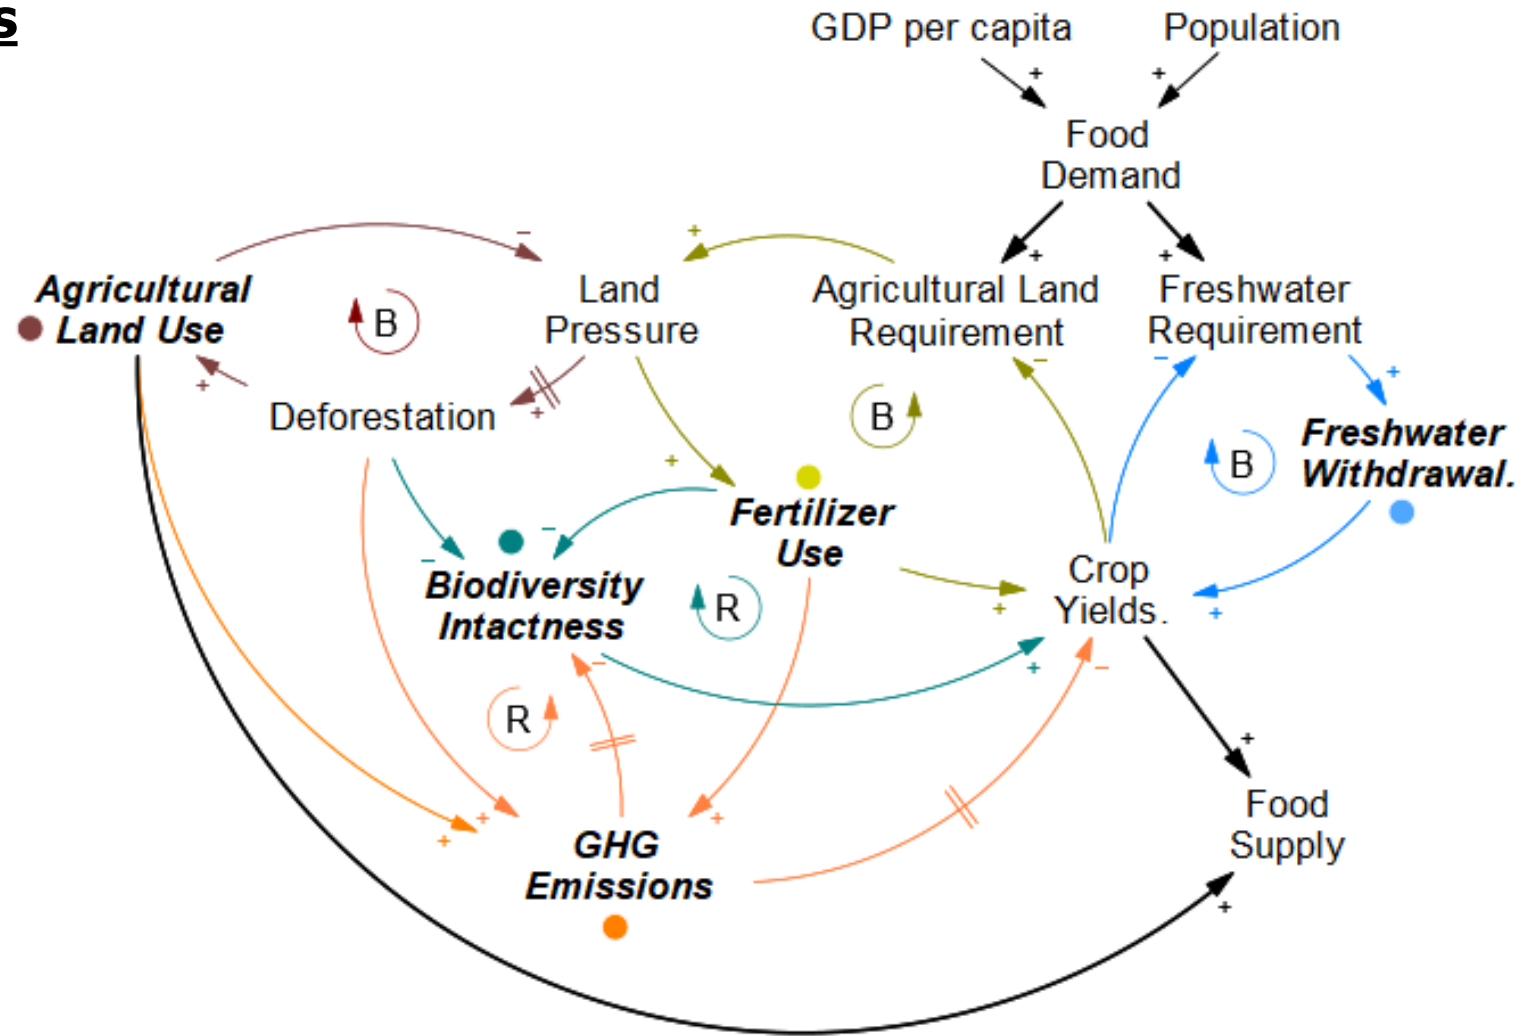 s
GDP per capita
Population
+
+
Food
Demand
−
+
+
+
Agricultural
Land Use
B
Land
Pressure
Agricultural Land
Requirement
Freshwater
Requirement
+
+
−
−
+
Deforestation
B
Freshwater
Withdrawal.
B
+
Fertilizer
Use
−
−
Biodiversity
Intactness
R
Crop
Yields.
+
+
−
+
−
R
+
Food
Supply
+
+
+
GHG
Emissions
+